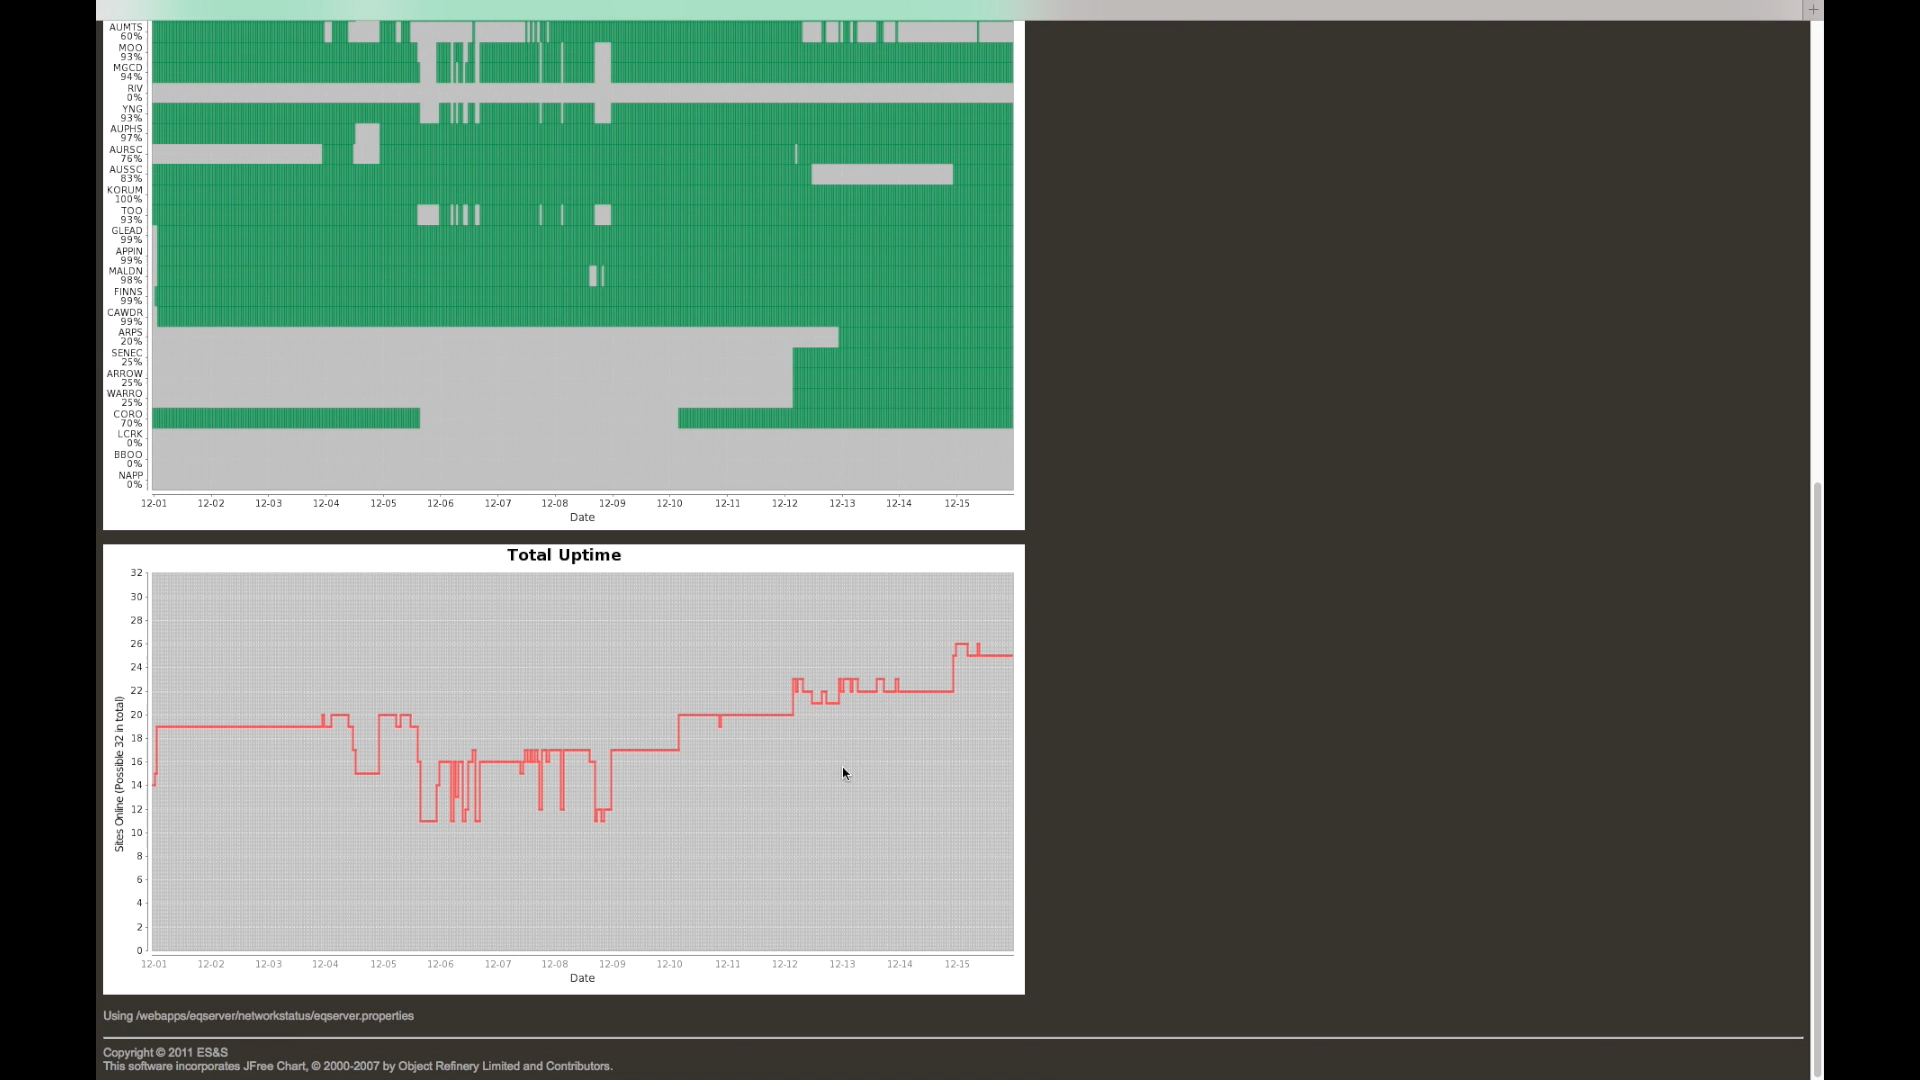 +
AUMTS
60%
MOO
93%
MGCD
94%
RIV
0%
YNG
93%
AUPHS
97%
AURSC
76%
AUSSC
83%
KORUM
100%
TOO
93%
GLEAD
99%
APPIN
99%
MALDN
98%
FINNS
99%
CAWDR
99%
ARPS
20%
SENEC
25%
ARROW
25%
WARRO
25%
CORO
70%
LCRK
0%
BBOO
0%
NAPP
0%
12-01 12-02 12-03 12-04 12-05 12-06 12-07 12-08 12-09 12-10 12-11 12-12 12-13 12-14 12-15
Date
Total Uptime
32
30
28
26
24
22
20
18
16
14
12
10
8
6
4
2
0
Sites Online (Possible 32 in total)
12-01 12-02 12-03 12-04 12-05 12-06 12-07 12-08 12-09 12-10 12-11 12-12 12-13 12-14 12-15
Date
Using /webapps/eqserver/networkstatus/eqserver.properties
Copyright © 2011 ES&S
This software incorporates JFree Chart, © 2000-2007 by Object Refinery Limited and Contributors.